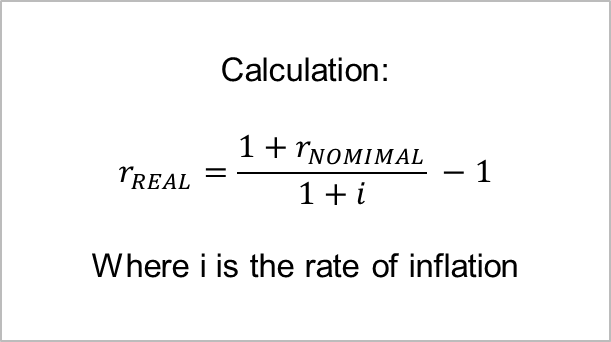 Calculation:
r_REAL = (1 + r_NOMIMAL)/(1 + i) − 1
Where i is the rate of inflation